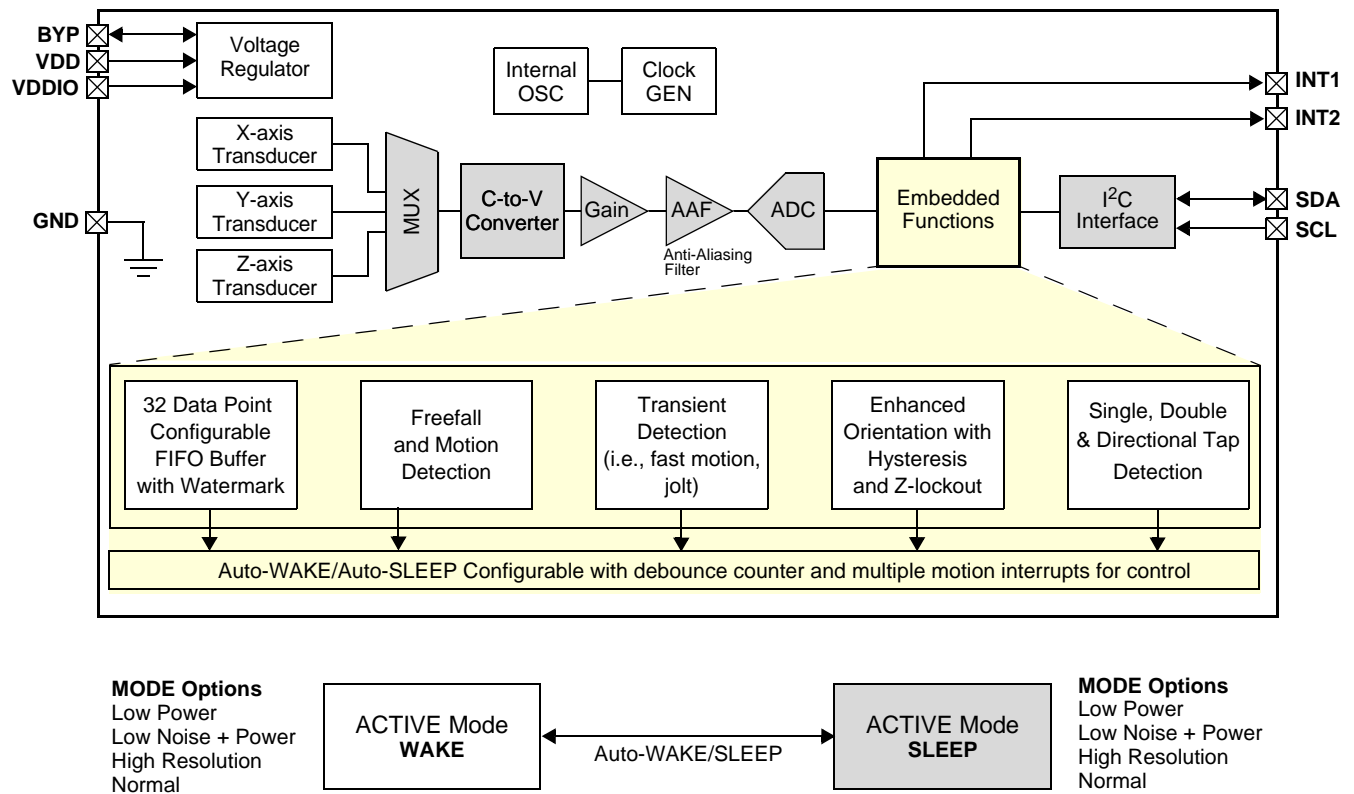 BYP
VDD
VDDIO
GND
Voltage
Regulator
Internal
OSC
Clock
GEN
X-axis
Transducer
Y-axis
Transducer
Z-axis
Transducer
MUX
C-to-V
Converter
Gain
AAF
Anti-Aliasing
Filter
ADC
Embedded
Functions
I²C
Interface
INT1
INT2
SDA
SCL
32 Data Point
Configurable
FIFO Buffer
with Watermark
Freefall
and Motion
Detection
Transient
Detection
(i.e., fast motion,
jolt)
Enhanced
Orientation with
Hysteresis
and Z-lockout
Single, Double
& Directional Tap
Detection
Auto-WAKE/Auto-SLEEP Configurable with debounce counter and multiple motion interrupts for control
MODE Options
Low Power
Low Noise + Power
High Resolution
Normal
ACTIVE Mode
WAKE
Auto-WAKE/SLEEP
ACTIVE Mode
SLEEP
MODE Options
Low Power
Low Noise + Power
High Resolution
Normal